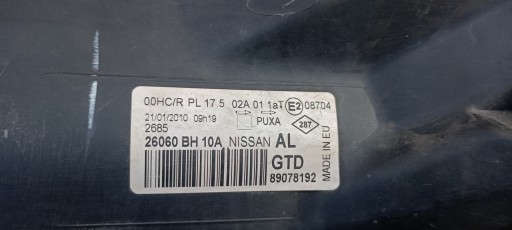 00HC/R PL 17.5 02A 01 1aT E2 08704
21/01/2010 09h19 PUXA 287
2685
26060 BH 10A NISSAN AL
GTD
89078192
MADE IN EU